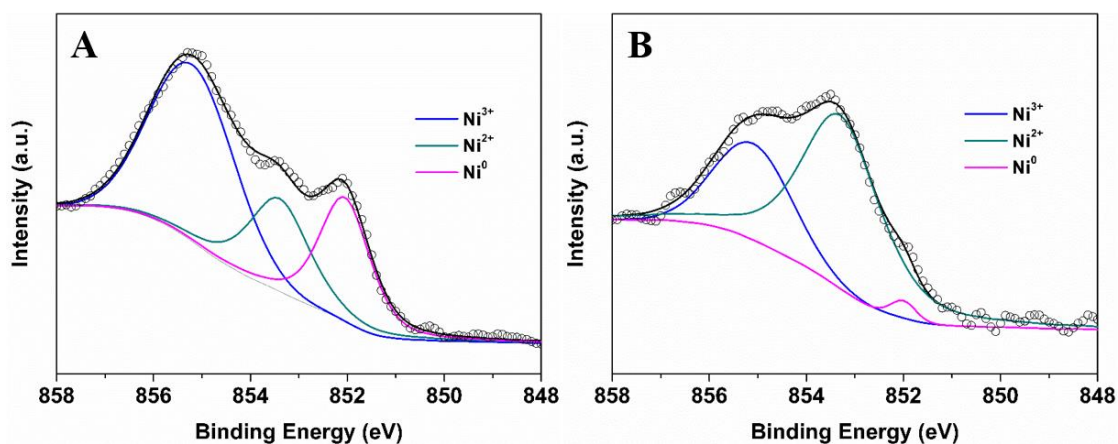 A
Ni³⁺
Ni²⁺
Ni⁰
Intensity (a.u.)
858 856 854 852 850 848
Binding Energy (eV)
B
Ni³⁺
Ni²⁺
Ni⁰
Intensity (a.u.)
858 856 854 852 850 848
Binding Energy (eV)